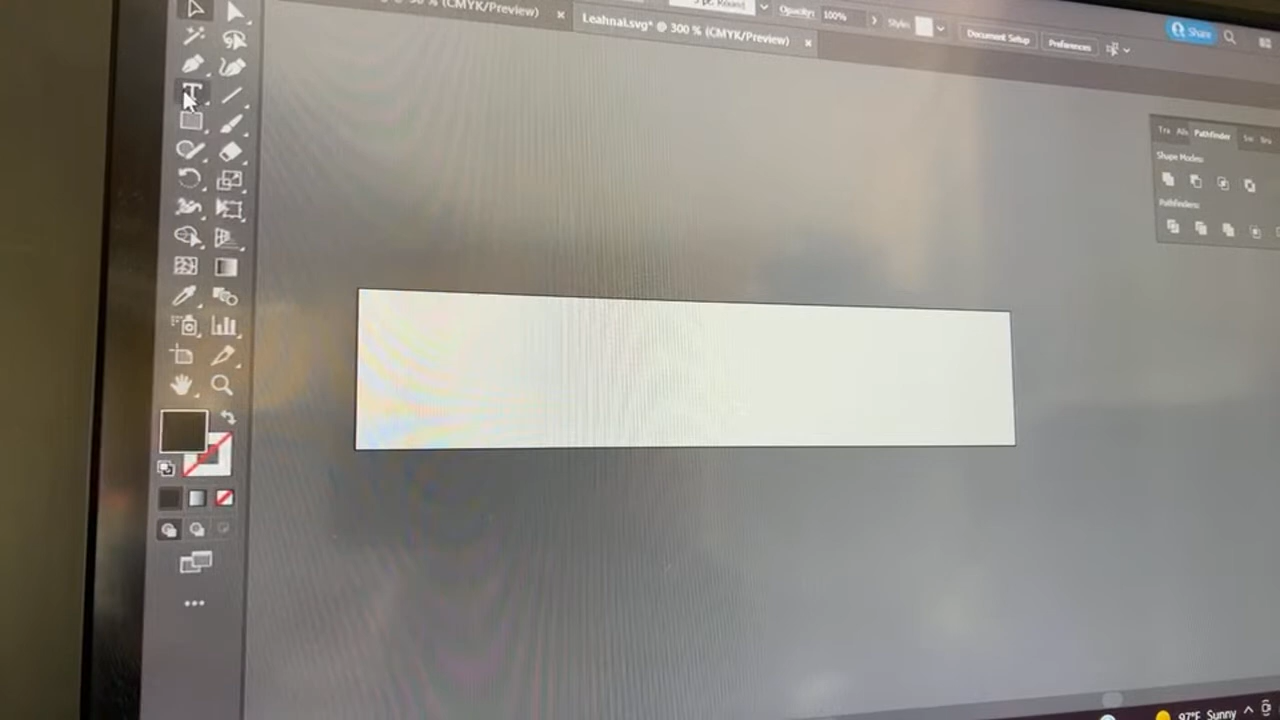 (CMYK/Preview)
Leahnal.svg* @ 300 % (CMYK/Preview)
Round
Opacity: 100%
Style:
Document Setup
Preferences
Share
Pathfinder
Shape Modes:
Pathfinders:
97°F Sunny